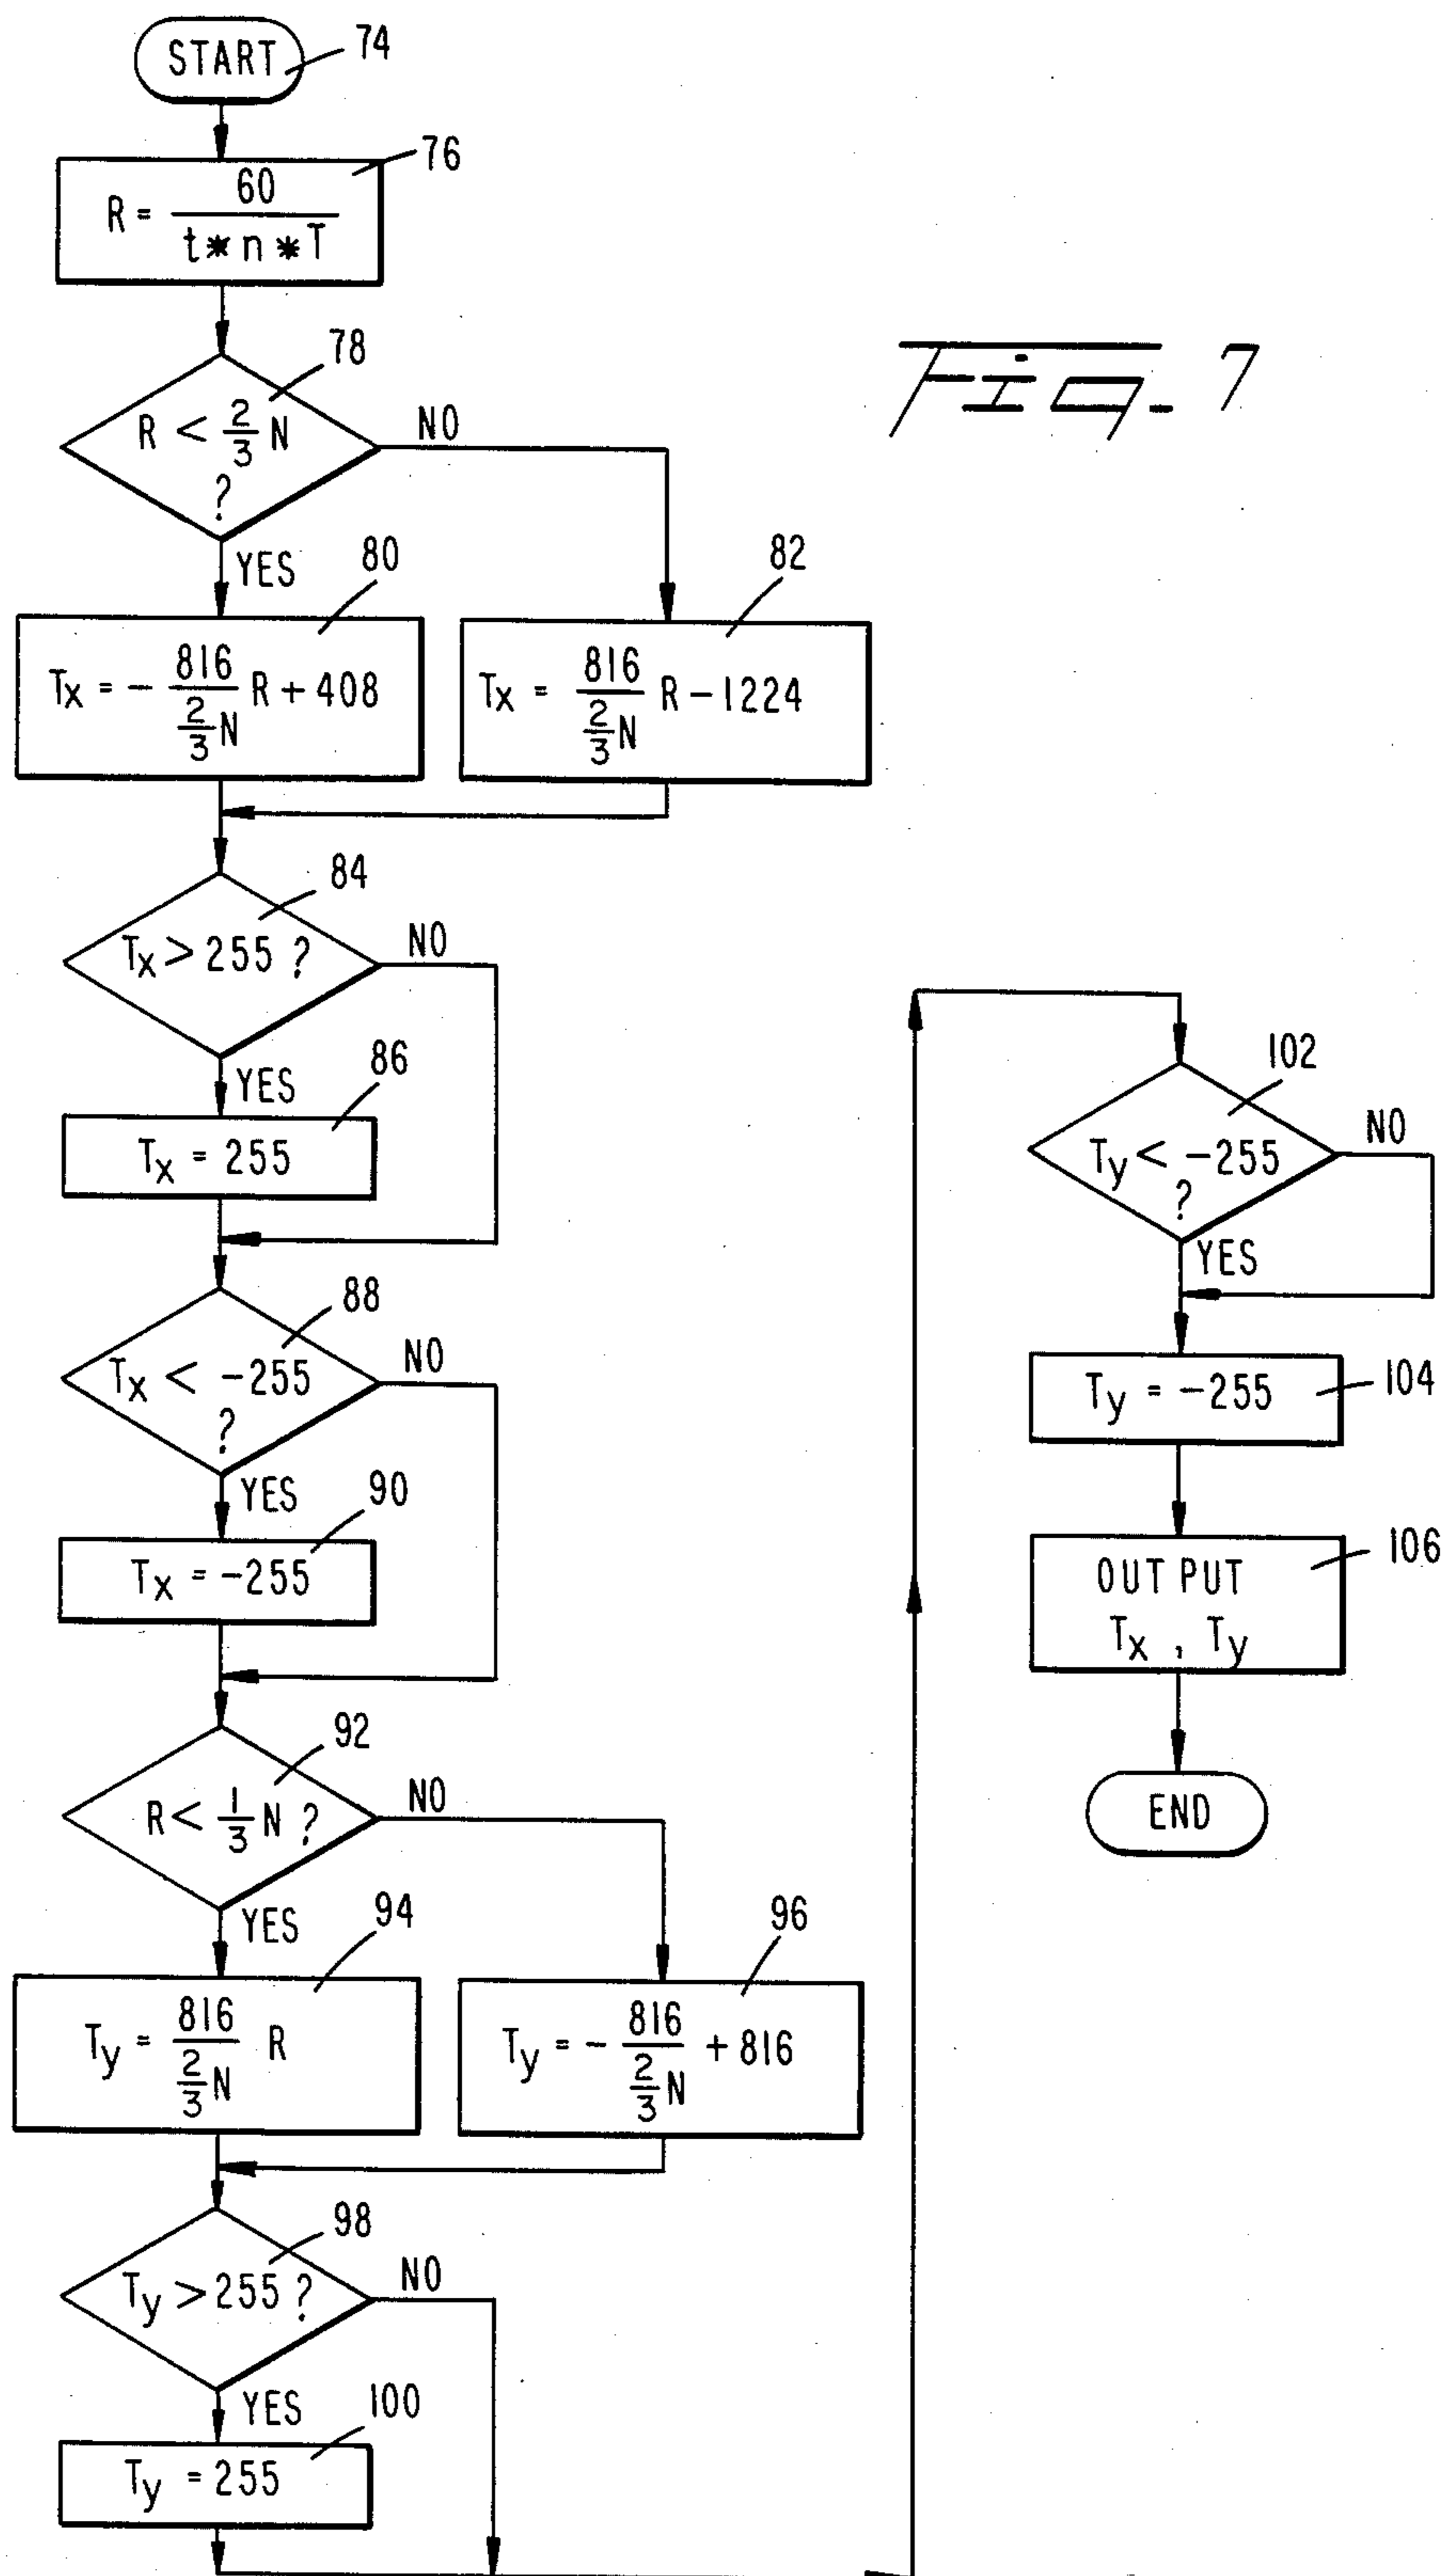 START
74
76
R = 60 / t*n*T
78
R < 2/3 N
?
NO
YES
80
Tx = - 816 / 2/3 N R + 408
82
Tx = 816 / 2/3 N R - 1224
Fig. 7
84
Tx > 255 ?
NO
YES
86
Tx = 255
88
Tx < -255
?
NO
YES
90
Tx = -255
92
R < 1/3 N ?
NO
YES
94
Ty = 816 / 2/3 N R
96
Ty = - 816 / 2/3 N + 816
98
Ty > 255 ?
NO
YES
100
Ty = 255
102
Ty < -255
?
NO
YES
Ty = -255
104
OUT PUT
Tx , Ty
106
END